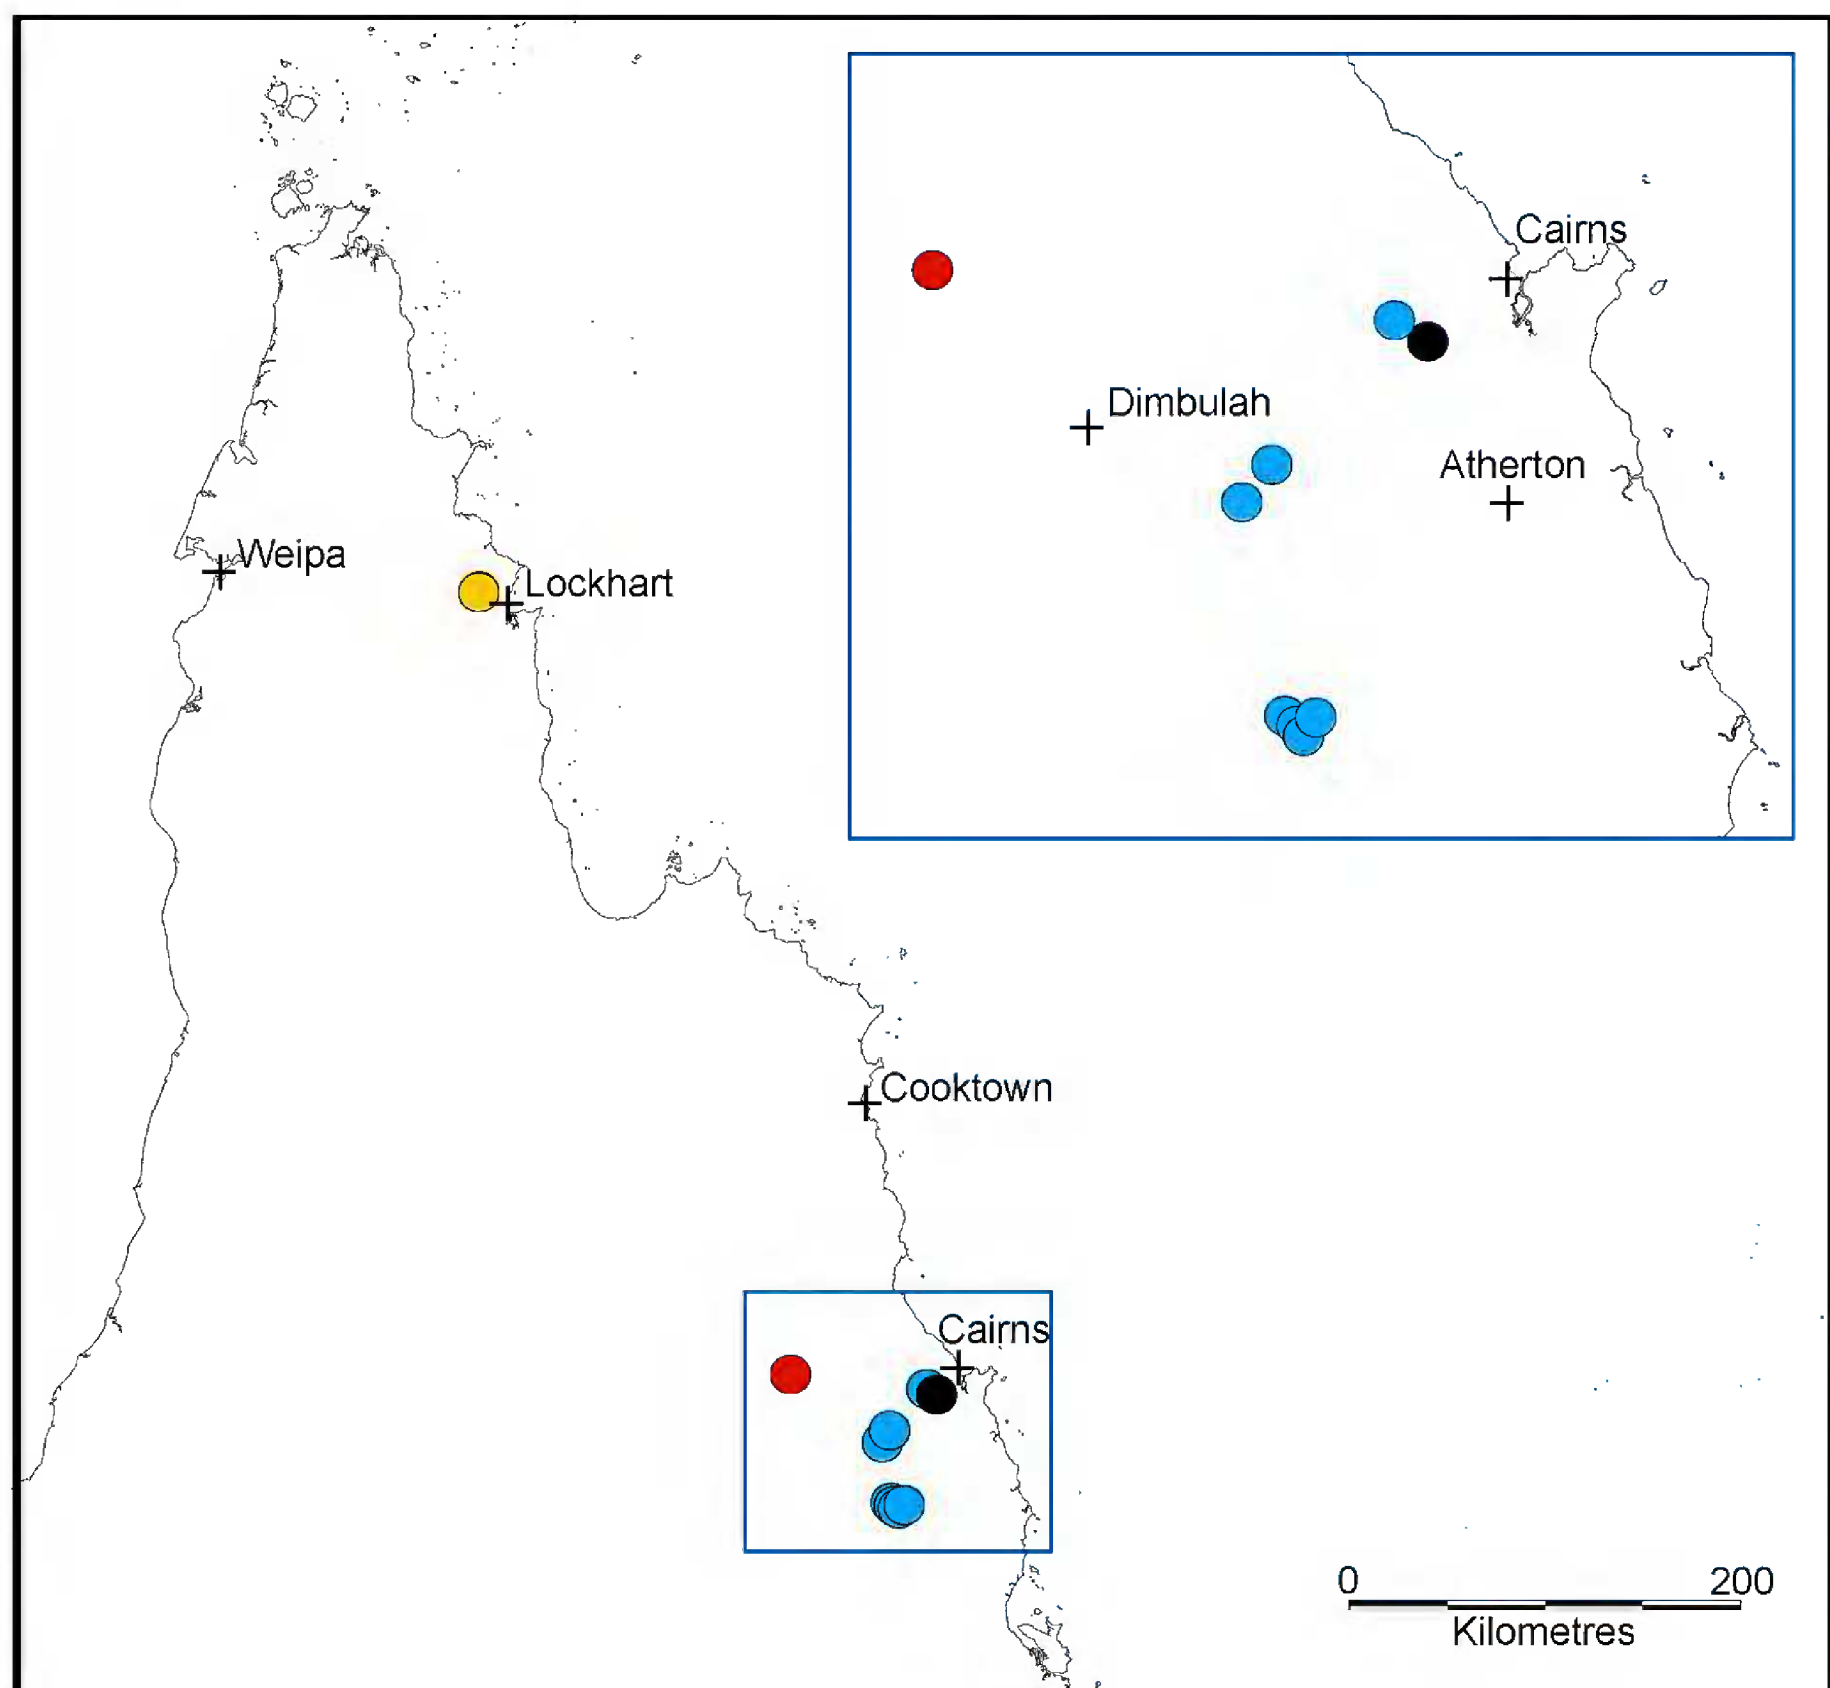 Cairns
Dimbulah
Atherton
Weipa
Lockhart
Cooktown
Cairns
0 200
Kilometres